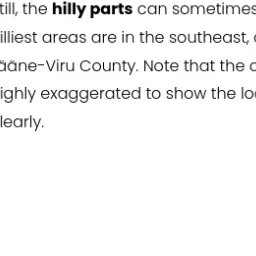 till, the hilly parts can sometimes
illiest areas are in the southeast,
ääne-Viru County. Note that the
ighly exaggerated to show the lo
learly.